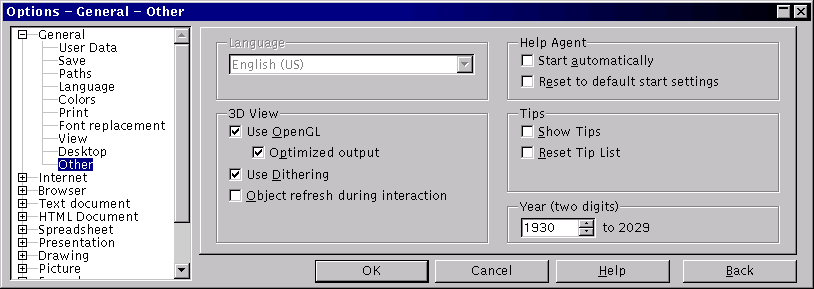 Options – General – Other
General
User Data
Save
Paths
Language
Colors
Print
Font replacement
View
Desktop
Other
Internet
Browser
Text document
HTML Document
Spreadsheet
Presentation
Drawing
Picture
Language
English (US)
3D View
Use OpenGL
Optimized output
Use Dithering
Object refresh during interaction
Help Agent
Start automatically
Reset to default start settings
Tips
Show Tips
Reset Tip List
Year (two digits)
1930 to 2029
OK Cancel Help Back